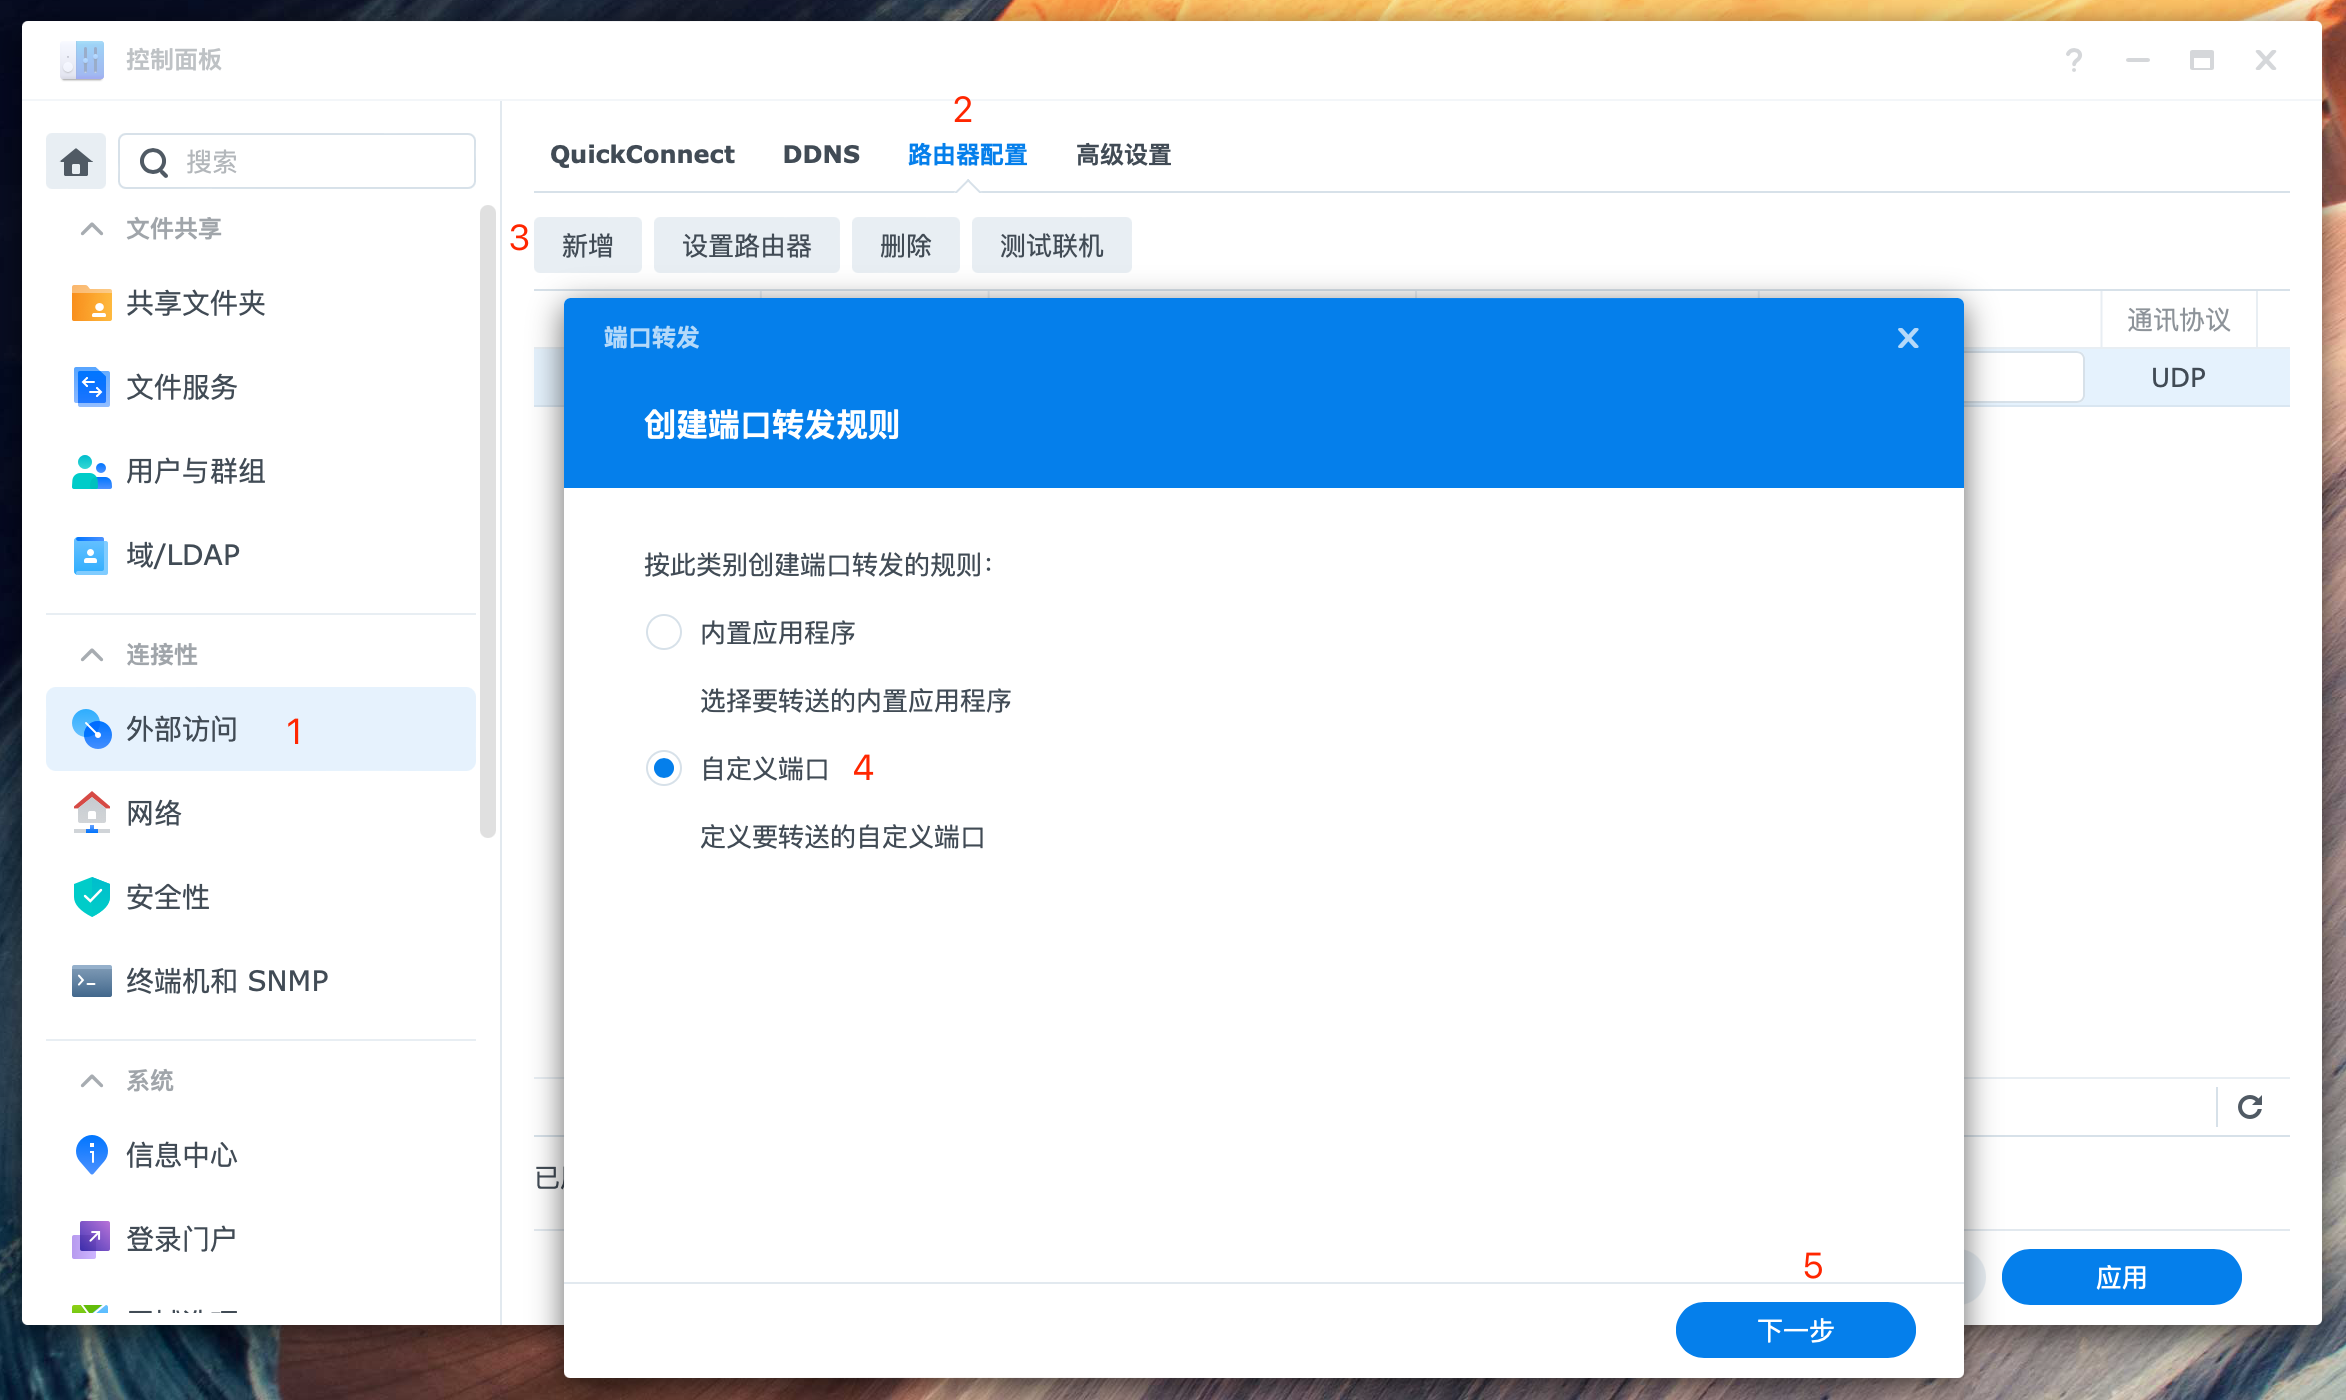 控制面板
搜索
文件共享
共享文件夹
文件服务
用户与群组
域/LDAP
连接性
外部访问 1
网络
安全性
终端机和 SNMP
系统
信息中心
登录门户
2
QuickConnect DDNS 路由器配置 高级设置
3 新增 设置路由器 删除 测试联机
通讯协议
UDP
端口转发
创建端口转发规则
按此类别创建端口转发的规则:
内置应用程序
选择要转送的内置应用程序
自定义端口 4
定义要转送的自定义端口
已
5
应用
下一步